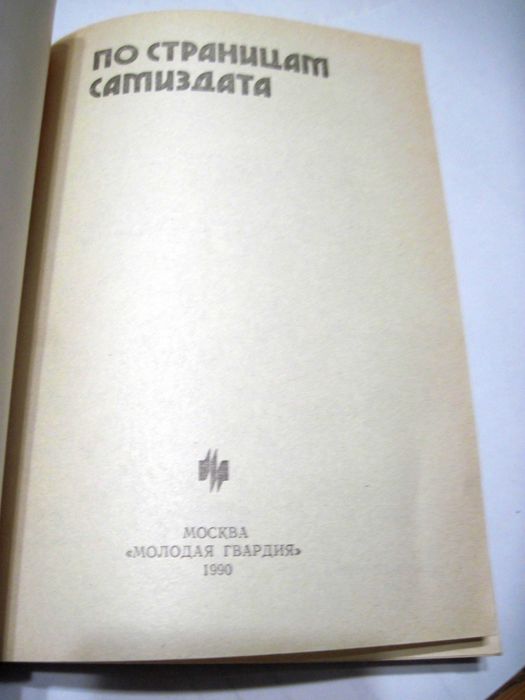 ПО СТРАНИЦАМ
САМИЗДАТА
МОСКВА
«МОЛОДАЯ ГВАРДИЯ»
1990